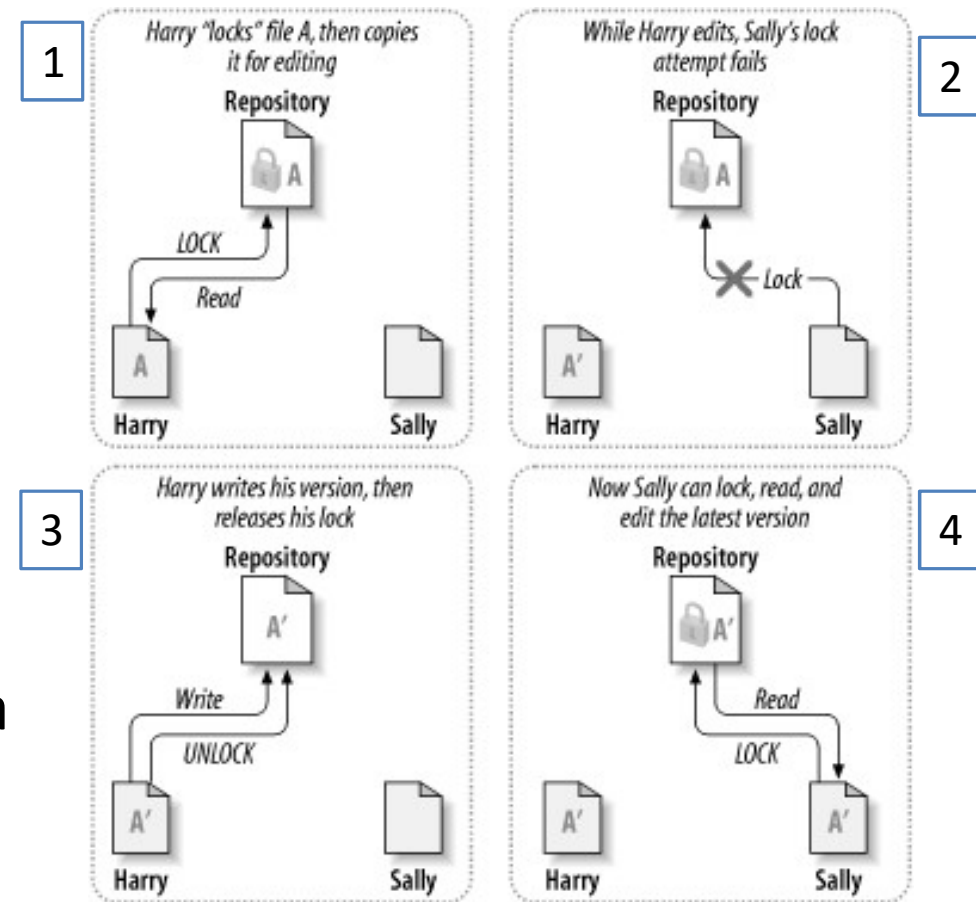 1
Harry "locks" file A, then copies
it for editing
Repository
A
LOCK
Read
A
Harry
Sally
2
While Harry edits, Sally's lock
attempt fails
Repository
A
Lock
A'
Harry
Sally
3
Harry writes his version, then
releases his lock
Repository
A'
Write
UNLOCK
A'
Harry
Sally
4
Now Sally can lock, read, and
edit the latest version
Repository
A'
Read
LOCK
A'
A'
Harry
Sally